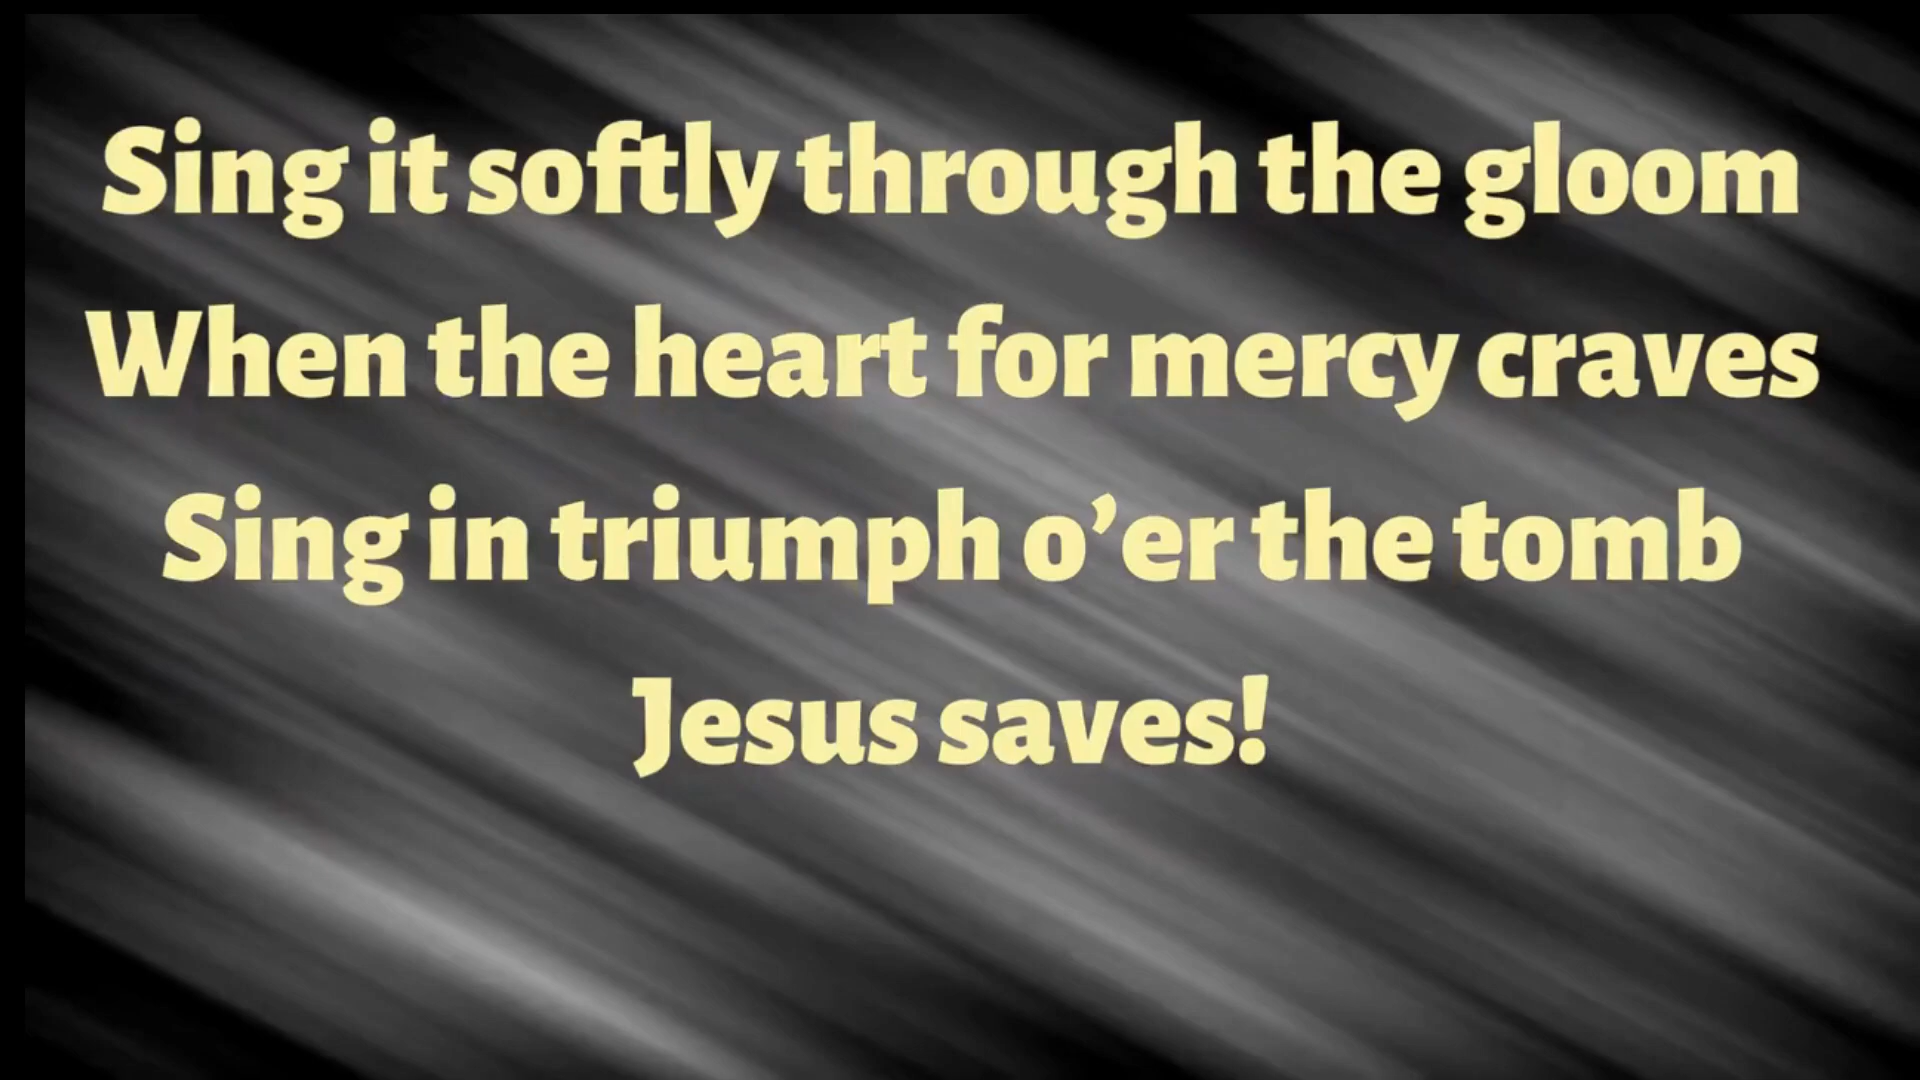 Sing it softly through the gloom
When the heart for mercy craves
Sing in triumph o’er the tomb
Jesus saves!